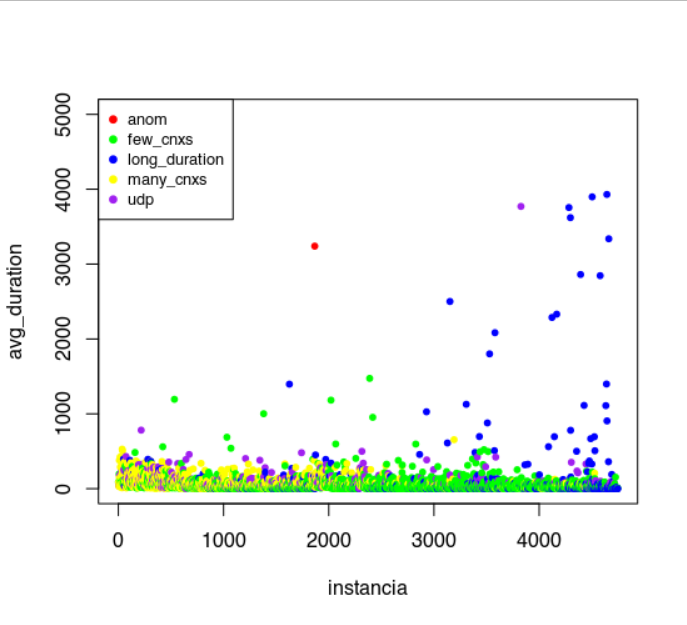 anom
few_cnxs
long_duration
many_cnxs
udp
5000
4000
3000
2000
1000
0
avg_duration
0 1000 2000 3000 4000
instancia